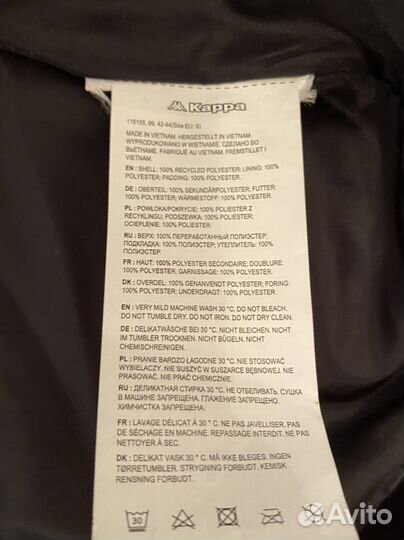 Kappa
116155, 99, 42-44(Size EU: S)
MADE IN VIETNAM. HERGESTELLT IN VIETNAM.
WYPRODUKOWANO W WIETNAMIE. СДЕЛАНО ВО
ВЬЕТНАМЕ. FABRIQUÉ AU VIETNAM. FREMSTILLET I
VIETNAM.
EN : SHELL: 100% RECYCLED POLYESTER; LINING: 100%
POLYESTER; PADDING: 100% POLYESTER.
DE : OBERTEIL: 100% SEKUNDÄRPOLYESTER; FUTTER:
100% POLYESTER; WÄRMESTOFF: 100% POLYESTER.
PL : POWŁOKA/POKRYCIE: 100% POLIESTER Z
RECYKLINGU; PODSZEWKA: 100% POLIESTER;
OCIEPLENIE: 100% POLIESTER.
RU : ВЕРХ: 100% ПЕРЕРАБОТАННЫЙ ПОЛИЭСТЕР;
ПОДКЛАДКА: 100% ПОЛИЭСТЕР; УТЕПЛИТЕЛЬ: 100%
ПОЛИЭСТЕР.
FR : HAUT: 100% POLYESTER SECONDAIRE; DOUBLURE:
100% POLYESTER; GARNISSAGE: 100% POLYESTER.
DK : OVERDEL: 100% GENANVENDT POLYESTER; FORING:
100% POLYESTER; UNDERDRAGT: 100% POLYESTER.
EN : VERY MILD MACHINE WASH 30 °C. DO NOT BLEACH.
DO NOT TUMBLE DRY. DO NOT IRON. DO NOT DRY CLEAN.
DE : DELIKATWÄSCHE BEI 30 °C. NICHT BLEICHEN. NICHT
IM TUMBLER TROCKNEN. NICHT BÜGELN. NICHT
CHEMISCHREINIGEN.
PL : PRANIE BARDZO ŁAGODNE 30 °C. NIE STOSOWAĆ
WYBIELACZY. NIE SUSZYĆ W SUSZARCE BĘBNOWEJ. NIE
PRASOWAĆ. NIE PRAĆ CHEMICZNIE.
RU : ДЕЛИКАТНАЯ СТИРКА 30 °C. НЕ ОТБЕЛИВАТЬ. СУШКА
В МАШИНЕ ЗАПРЕЩЕНА. ГЛАЖЕНИЕ ЗАПРЕЩЕНО.
ХИМЧИСТКА ЗАПРЕЩЕНА.
FR : LAVAGE DÉLICAT À 30 °C. NE PAS JAVELLISER. PAS
DE SÉCHAGE EN MACHINE. REPASSAGE INTERDIT. NE PAS
NETTOYER À SEC.
DK : DELIKAT VASK 30 °C. MÅ IKKE BLEGES. INGEN
TØRRETUMBLER. STRYGNING FORBUDT. KEMISK
RENSNING FORBUDT.
30
Avito